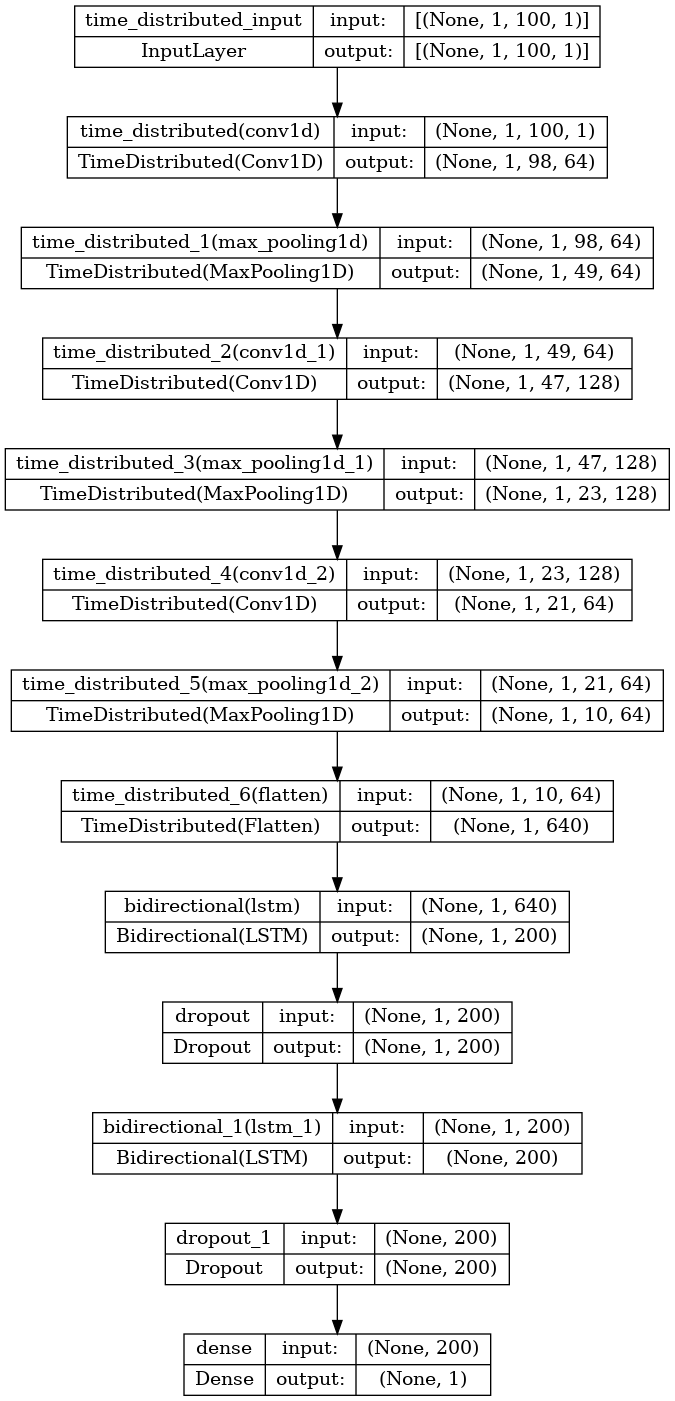 time_distributed_input input: [(None, 1, 100, 1)]
InputLayer output: [(None, 1, 100, 1)]
time_distributed(conv1d) input: (None, 1, 100, 1)
TimeDistributed(Conv1D) output: (None, 1, 98, 64)
time_distributed_1(max_pooling1d) input: (None, 1, 98, 64)
TimeDistributed(MaxPooling1D) output: (None, 1, 49, 64)
time_distributed_2(conv1d_1) input: (None, 1, 49, 64)
TimeDistributed(Conv1D) output: (None, 1, 47, 128)
time_distributed_3(max_pooling1d_1) input: (None, 1, 47, 128)
TimeDistributed(MaxPooling1D) output: (None, 1, 23, 128)
time_distributed_4(conv1d_2) input: (None, 1, 23, 128)
TimeDistributed(Conv1D) output: (None, 1, 21, 64)
time_distributed_5(max_pooling1d_2) input: (None, 1, 21, 64)
TimeDistributed(MaxPooling1D) output: (None, 1, 10, 64)
time_distributed_6(flatten) input: (None, 1, 10, 64)
TimeDistributed(Flatten) output: (None, 1, 640)
bidirectional(lstm) input: (None, 1, 640)
Bidirectional(LSTM) output: (None, 1, 200)
dropout input: (None, 1, 200)
Dropout output: (None, 1, 200)
bidirectional_1(lstm_1) input: (None, 1, 200)
Bidirectional(LSTM) output: (None, 200)
dropout_1 input: (None, 200)
Dropout output: (None, 200)
dense input: (None, 200)
Dense output: (None, 1)